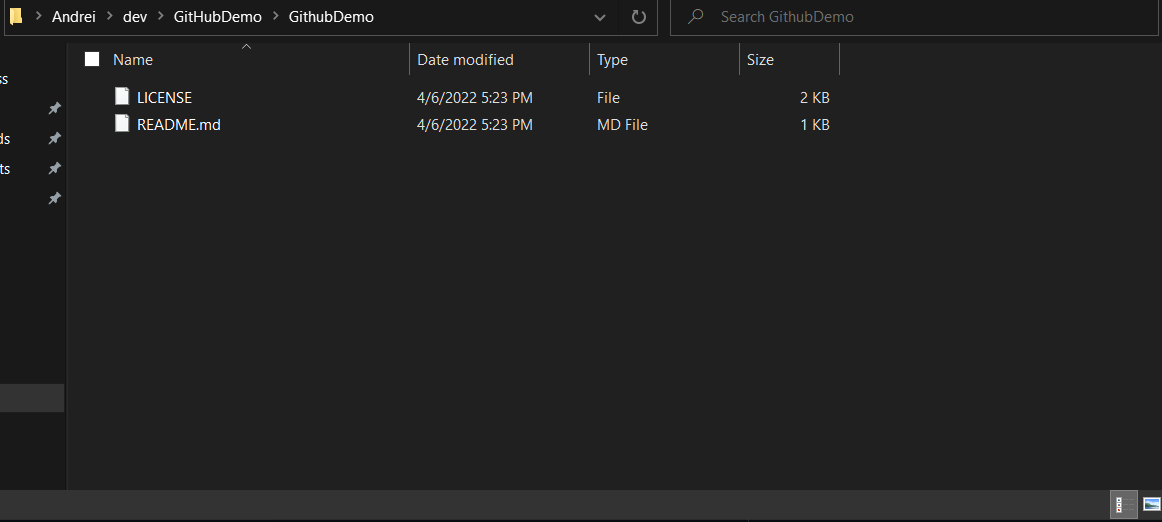 Andrei > dev > GitHubDemo > GithubDemo
Search GithubDemo
Name Date modified Type Size
ss
LICENSE 4/6/2022 5:23 PM File 2 KB
README.md 4/6/2022 5:23 PM MD File 1 KB
ds
ts